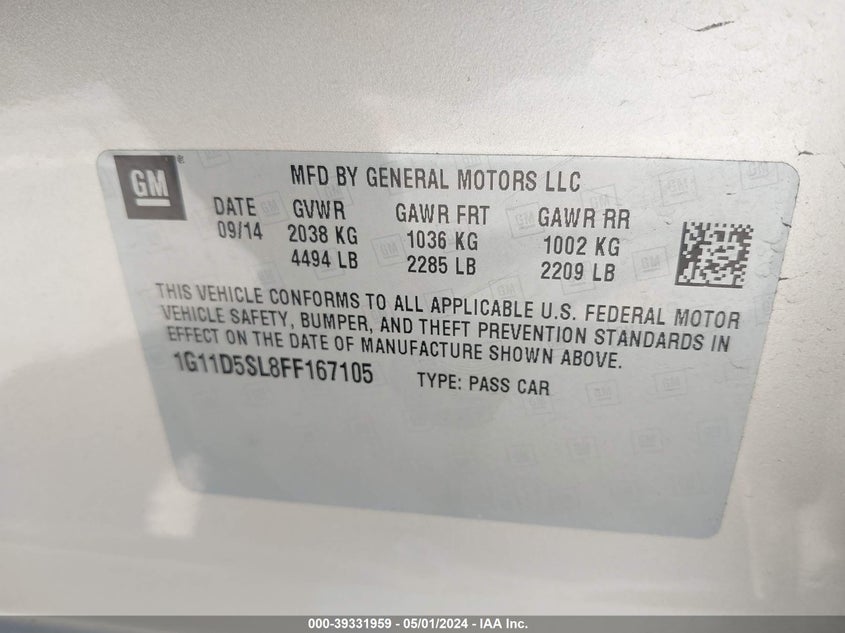 GM
MFD BY GENERAL MOTORS LLC
DATE GVWR GAWR FRT GAWR RR
09/14 2038 KG 1036 KG 1002 KG
4494 LB 2285 LB 2209 LB
THIS VEHICLE CONFORMS TO ALL APPLICABLE U.S. FEDERAL MOTOR
VEHICLE SAFETY, BUMPER, AND THEFT PREVENTION STANDARDS IN
EFFECT ON THE DATE OF MANUFACTURE SHOWN ABOVE.
1G11D5SL8FF167105 TYPE: PASS CAR
000-39331959 - 05/01/2024 - IAA Inc.